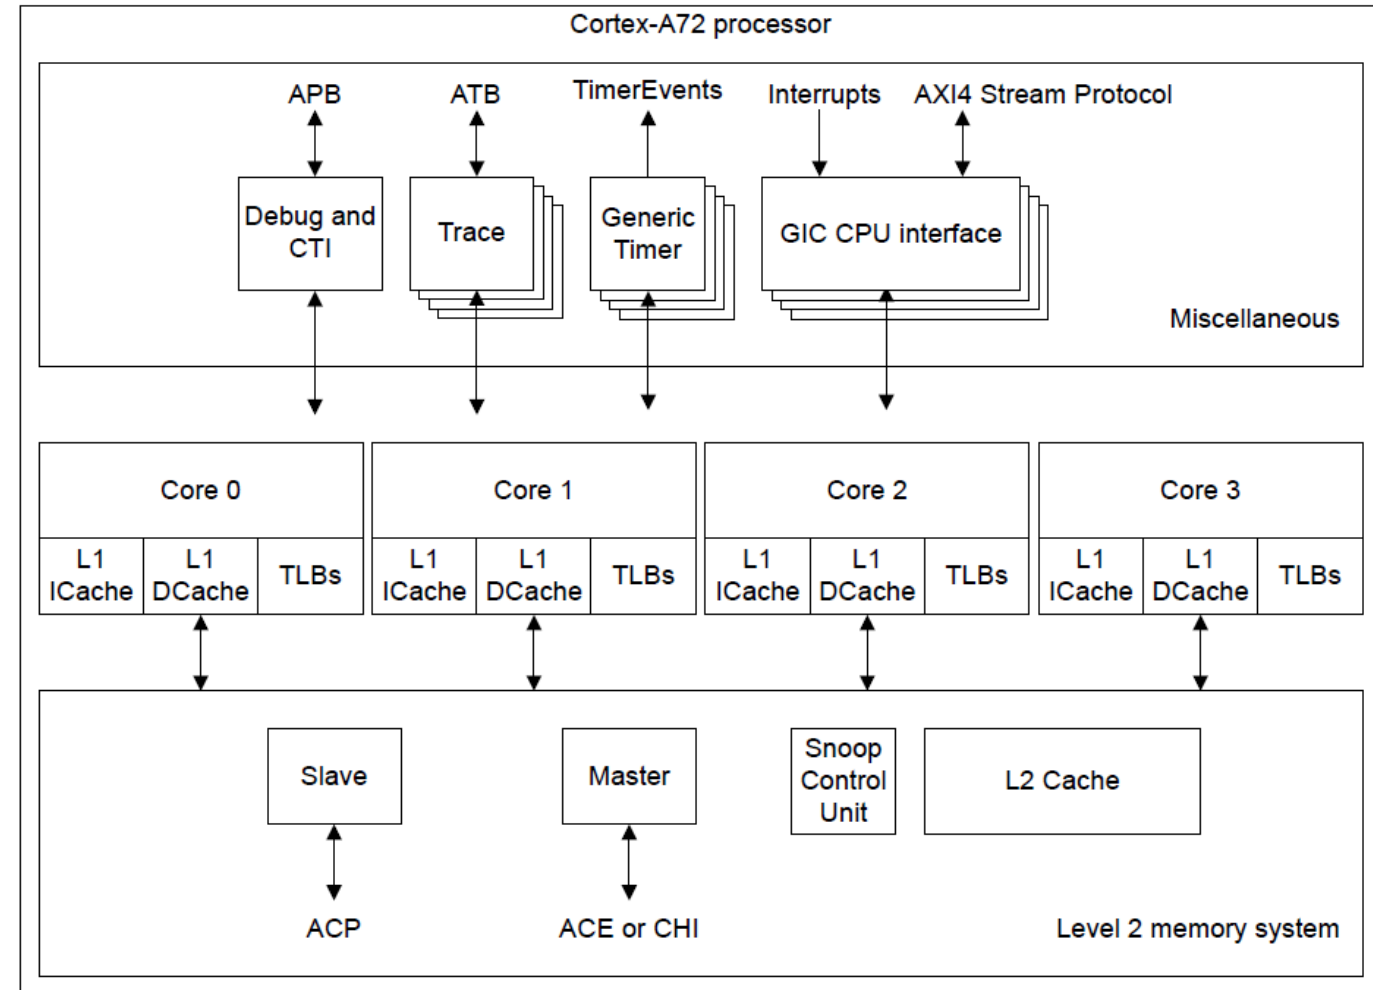 Cortex-A72 processor
APB
ATB
TimerEvents
Interrupts
AXI4 Stream Protocol
Debug and
CTI
Trace
Generic
Timer
GIC CPU interface
Miscellaneous
Core 0
Core 1
Core 2
Core 3
L1
ICache
L1
DCache
TLBs
L1
ICache
L1
DCache
TLBs
L1
ICache
L1
DCache
TLBs
L1
ICache
L1
DCache
TLBs
Slave
Master
Snoop
Control
Unit
L2 Cache
ACP
ACE or CHI
Level 2 memory system